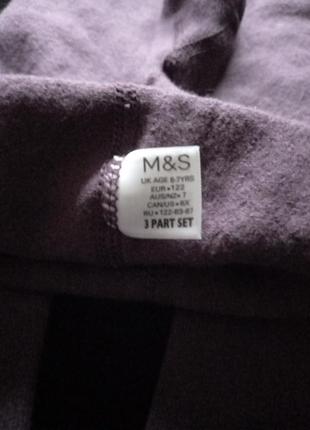 M&S
UK AGE 6-7YRS
EUR•122
AUS/NZ•7
CAN/US•6X
RU•122-63-57
3 PART SET